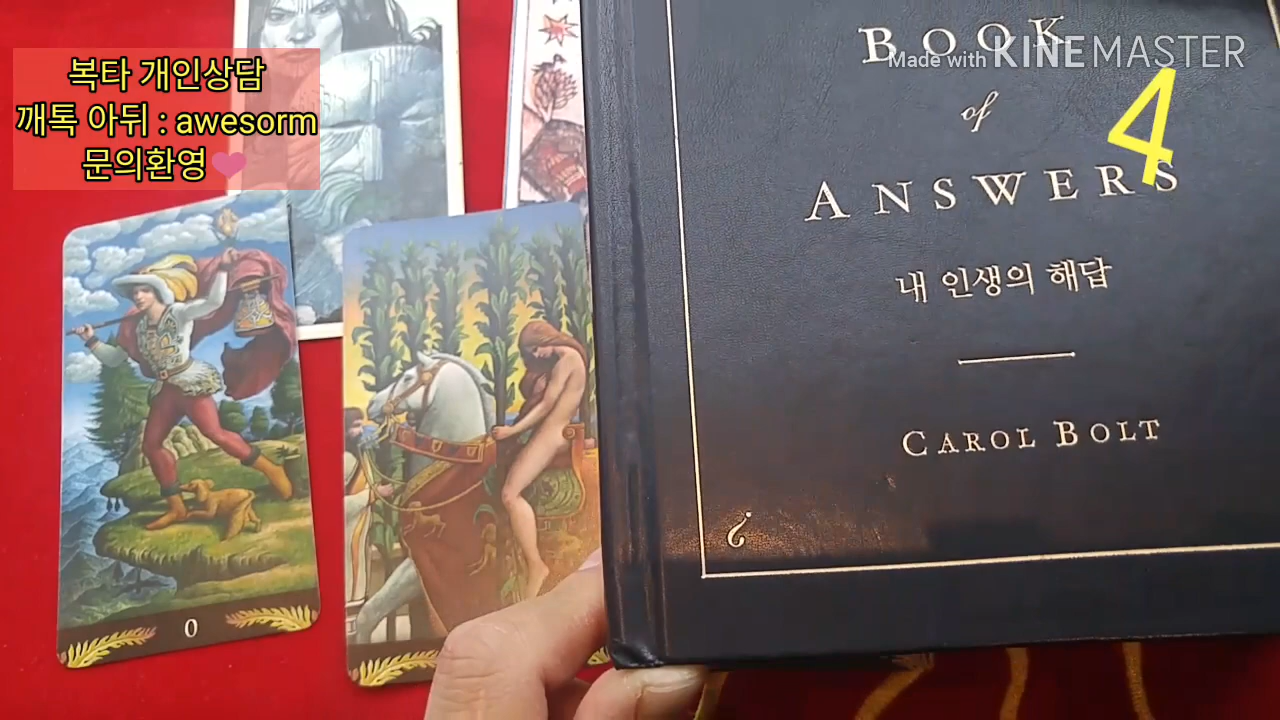 복타 개인상담
깨톡 아뒤 : awesorm
문의환영
Made with KINEMASTER
4
BOOK
of
ANSWERS
내 인생의 해답
CAROL BOLT
¿
0